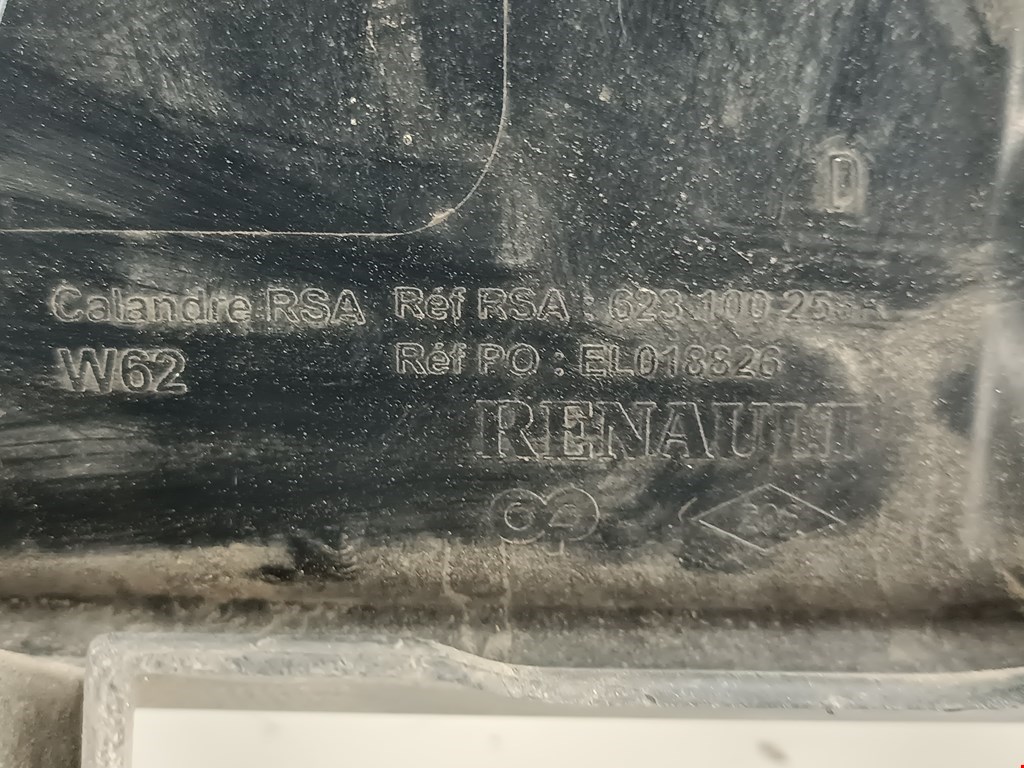 D
Calandre RSA Réf RSA : 623 100 25
W62 Réf PO : EL018826
RENAULT